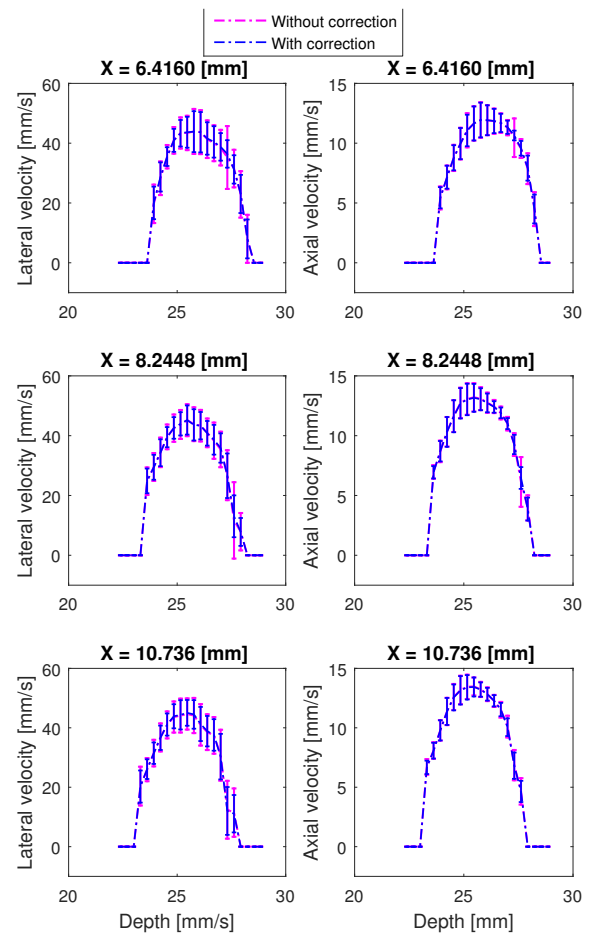 Without correction
With correction
X = 6.4160 [mm]
Lateral velocity [mm/s]
60
40
20
0
20
25
30
X = 6.4160 [mm]
Axial velocity [mm/s]
15
10
5
0
20
25
30
X = 8.2448 [mm]
Lateral velocity [mm/s]
60
40
20
0
20
25
30
X = 8.2448 [mm]
Axial velocity [mm/s]
15
10
5
0
20
25
30
X = 10.736 [mm]
Lateral velocity [mm/s]
60
40
20
0
20
25
30
Depth [mm/s]
X = 10.736 [mm]
Axial velocity [mm/s]
15
10
5
0
20
25
30
Depth [mm]